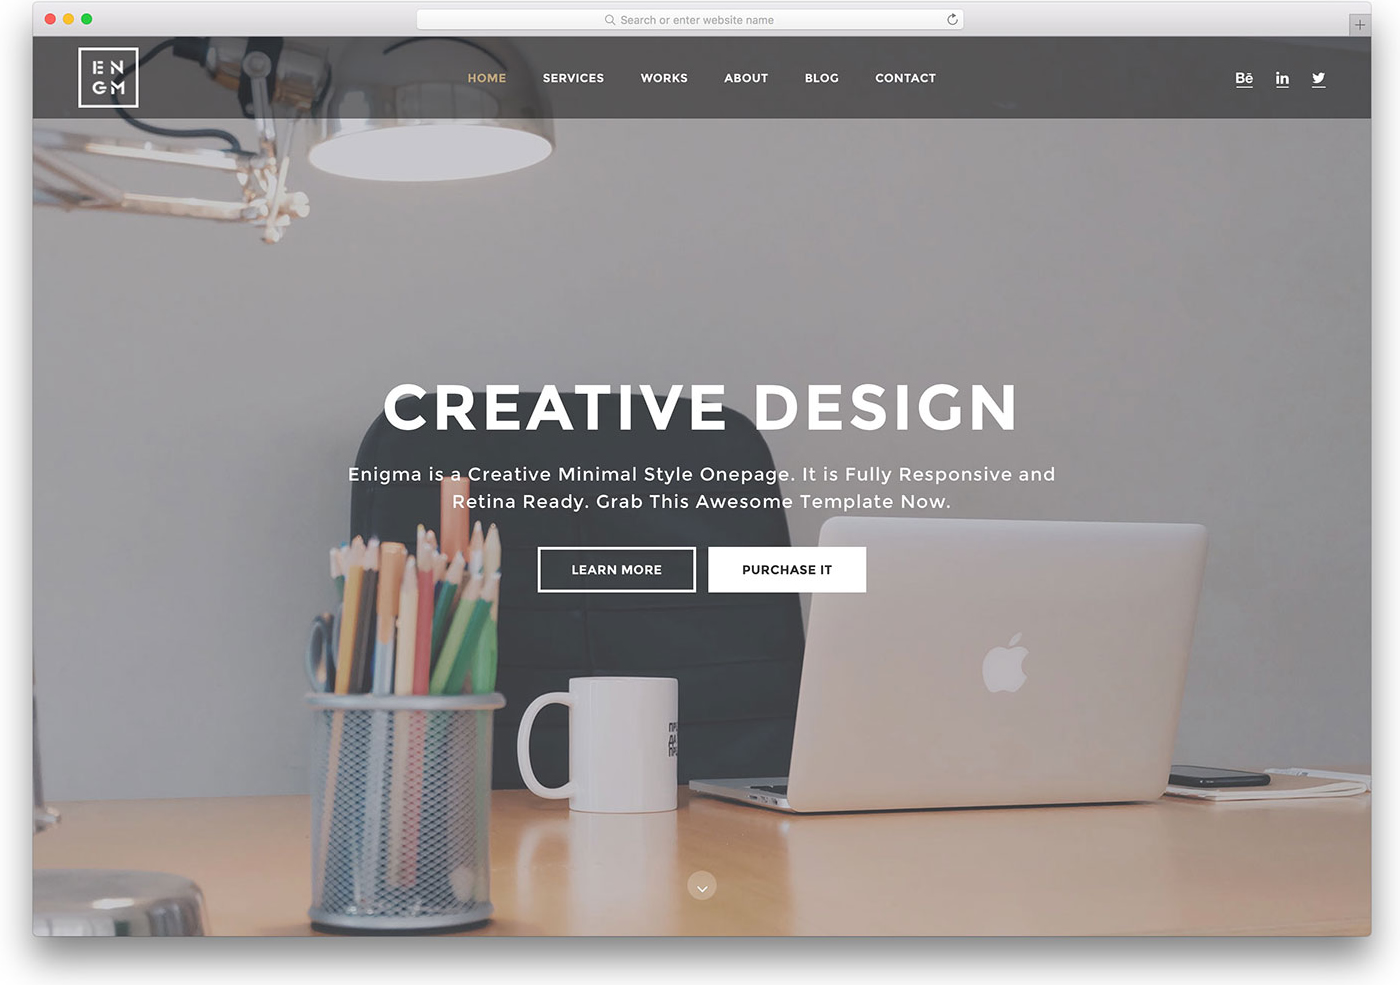 Search or enter website name
EN
GM
HOME SERVICES WORKS ABOUT BLOG CONTACT
Bē in
CREATIVE DESIGN
Enigma is a Creative Minimal Style Onepage. It is Fully Responsive and
Retina Ready. Grab This Awesome Template Now.
LEARN MORE PURCHASE IT